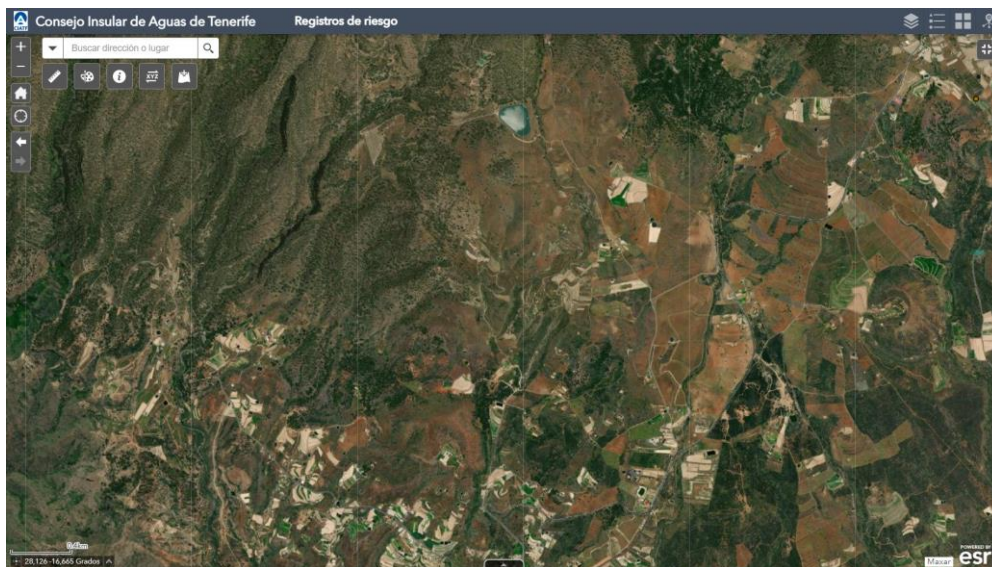 Consejo Insular de Aguas de Tenerife
Registros de riesgo
Buscar dirección o lugar
XYZ
28,126 -16,665 Grados
Maxar
POWERED BY
esri